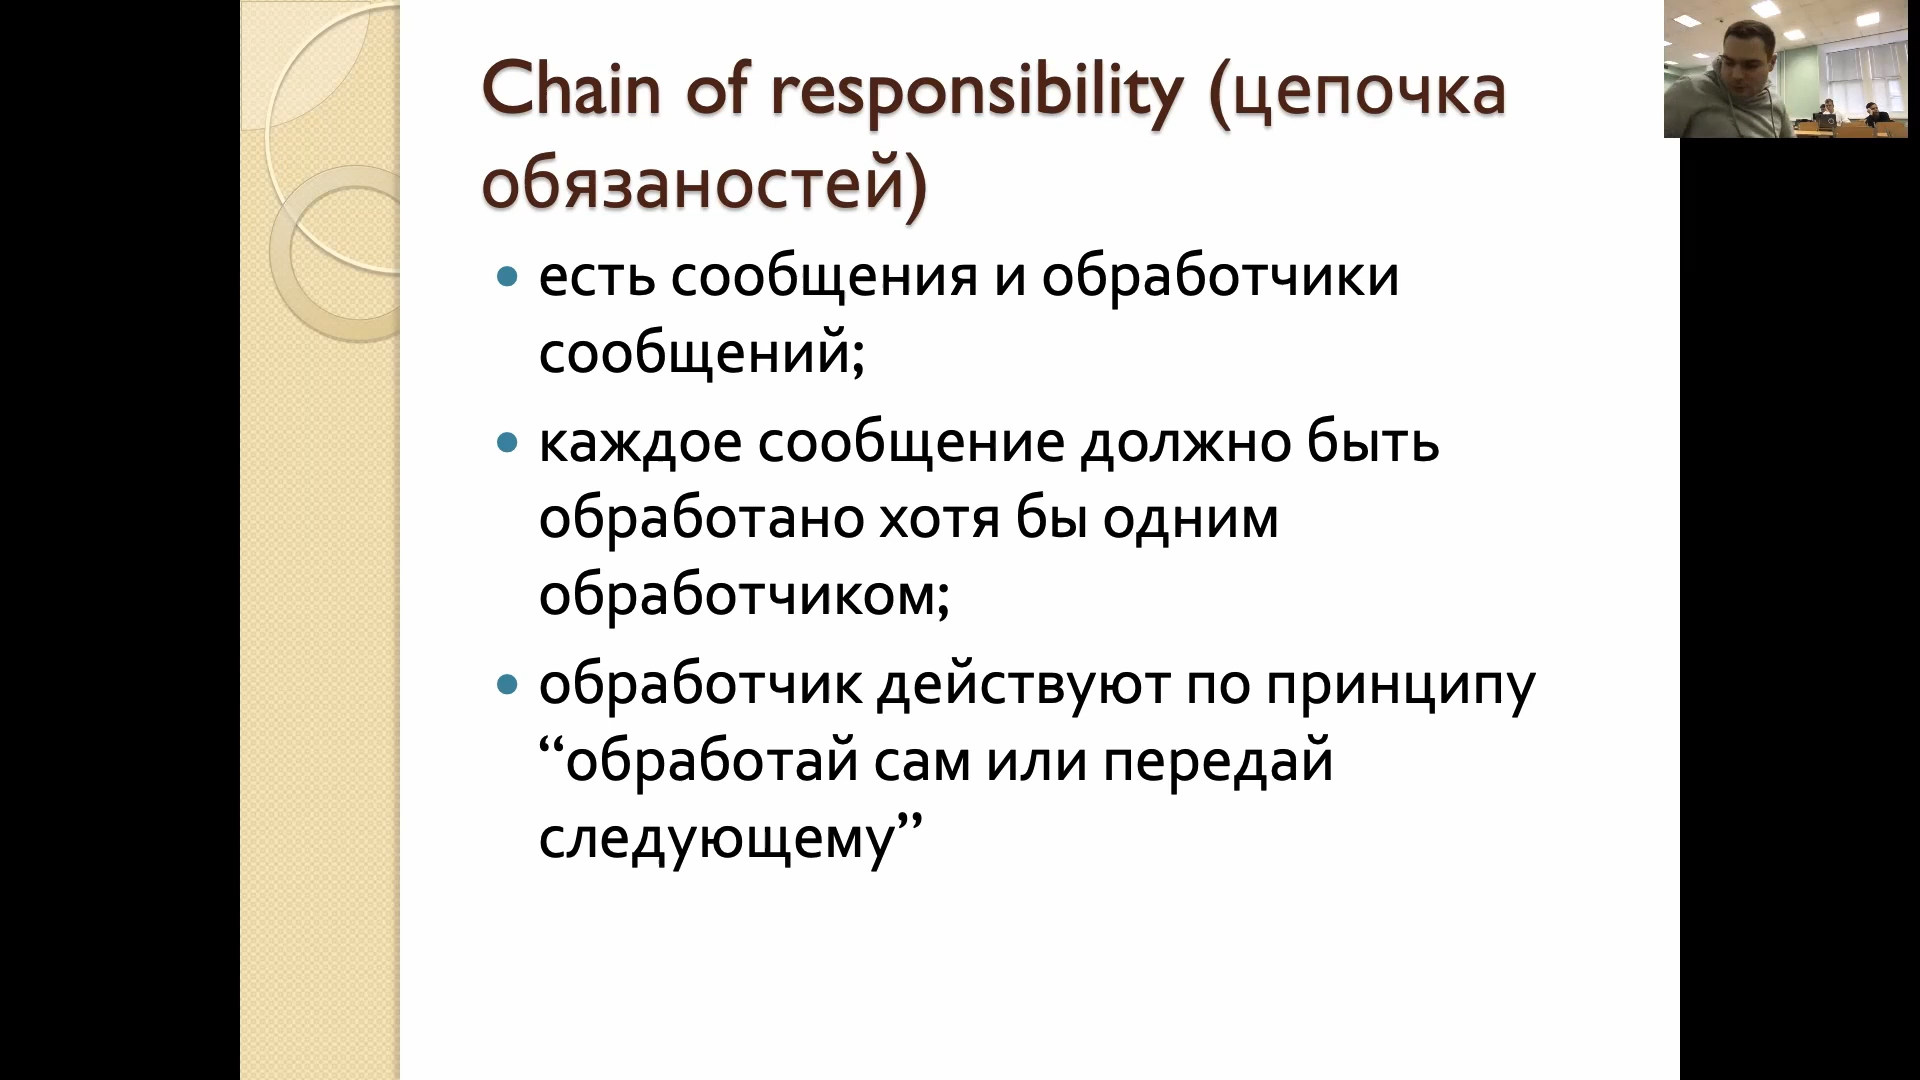 Chain of responsibility (цепочка
обязаностей)
есть сообщения и обработчики
сообщений;
каждое сообщение должно быть
обработано хотя бы одним
обработчиком;
обработчик действуют по принципу
“обработай сам или передай
следующему”